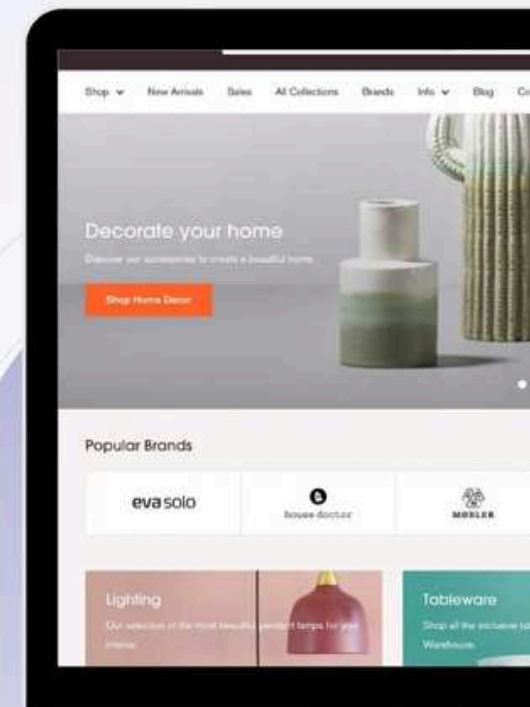 Shop
New Arrivals
Sales
All Collections
Brands
Info
Blog
Decorate your home
Discover our accessories to create a beautiful home
Shop Home Decor
Popular Brands
eva solo
house doctor
MØBLER
Lighting
Our selection of the most beautiful pendant lamps for your
interior
Tableware
Shop all the exclusive
Warehouse